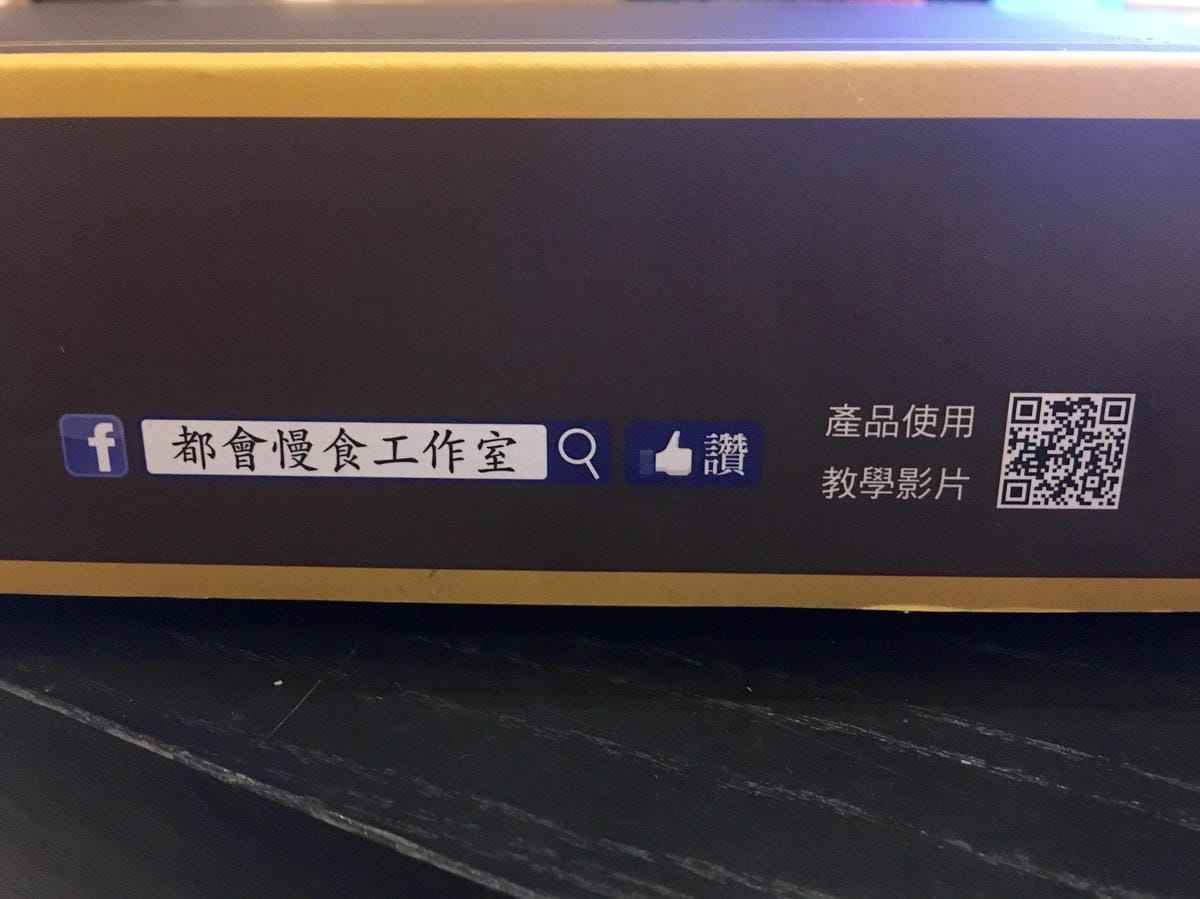 f
都會慢食工作室
讚
產品使用
教學影片